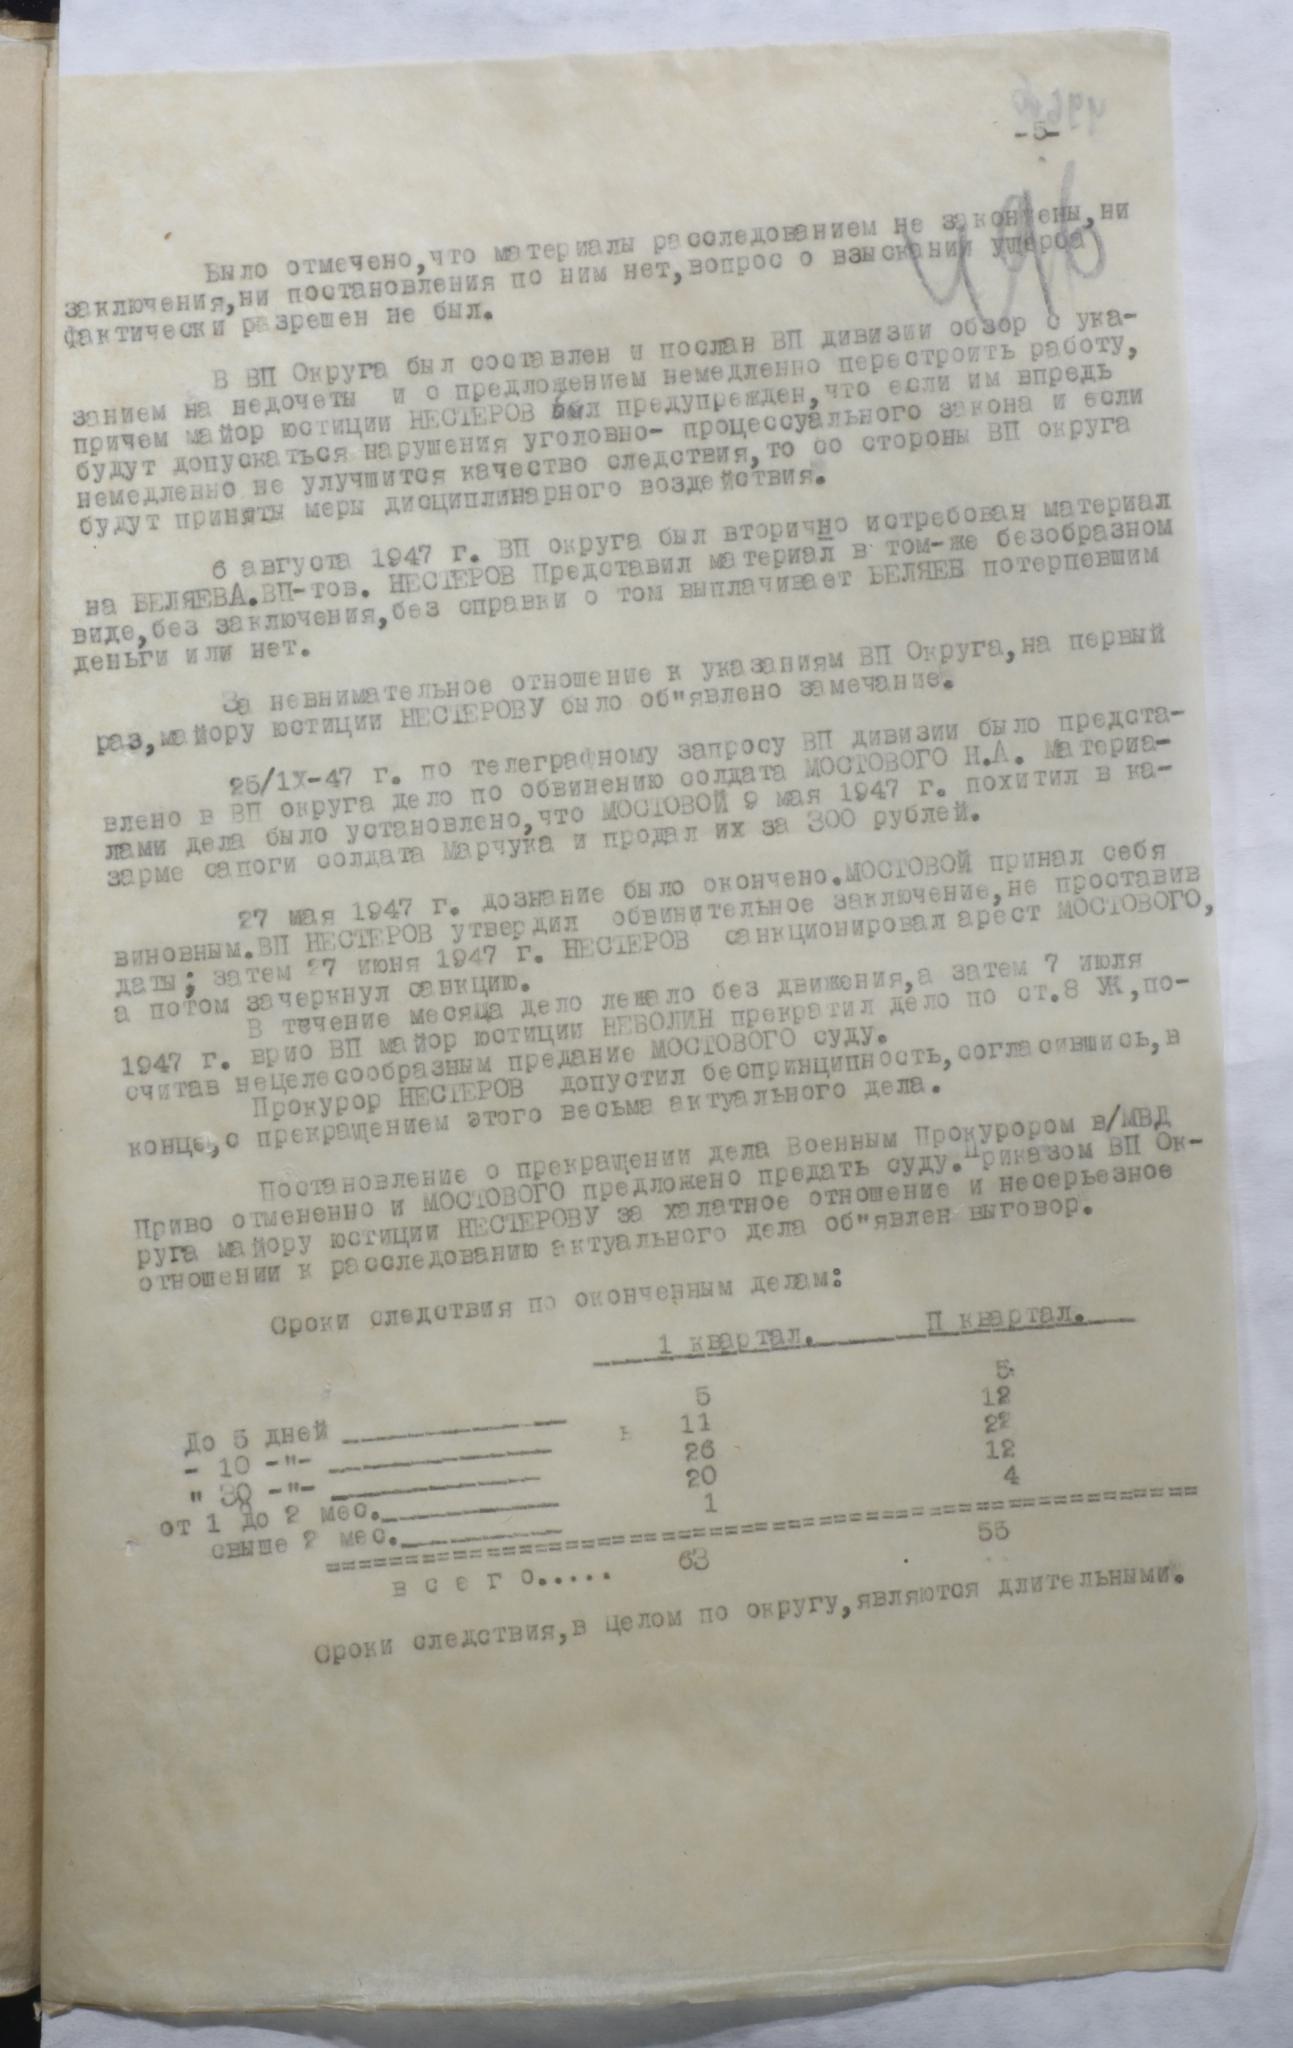 -5-
496
Было отмечено,что материалы расследованием не закончены,ни
заключения,ни постановления по ним нет,вопрос о взыскании ущерба
фактически разрешен не был.
В ВП Округа был составлен и послан ВП дивизии обзор с ука-
занием на недочеты и с предложением немедленно перестроить работу,
причем майор юстиции НЕСТЕРОВ был предупрежден,что если им впредь
будут допускаться нарушения уголовно- процессуального закона и если
немедленно не улучшится качество следствия,то со стороны ВП округа
будут приняты меры дисциплинарного воздействия.
6 августа 1947 г. ВП округа был вторично истребован материал
на БЕЛЯЕВА.ВП-тов. НЕСТЕРОВ Представил материал в том-же безобразном
виде,без заключения,без справки о том выплачивает БЕЛЯЕВ потерпевшим
деньги или нет.
За невнимательное отношение к указаниям ВП Округа,на первый
раз,майору юстиции НЕСТЕРОВУ было об"явлено замечание.
25/1X-47 г. по телеграфному запросу ВП дивизии было предста-
влено в ВП округа дело по обвинению солдата МОСТОВОГО Н.А. Материа-
лами дела было установлено,что МОСТОВОЙ 9 мая 1947 г. похитил в ка-
зарме сапоги солдата Марчука и продал их за 300 рублей.
27 мая 1947 г. дознание было окончено.МОСТОВОЙ принал себя
виновным.ВП НЕСТЕРОВ утвердил обвинительное заключение,не проставив
даты; затем 27 июня 1947 г. НЕСТЕРОВ санкционировал арест МОСТОВОГО,
а потом зачеркнул санкцию.
В течение месяца дело лежало без движения,а затем 7 июля
1947 г. врио ВП майор юстиции НЕВОЛИН прекратил дело по ст.8 УК,по-
считав нецелесообразным предание МОСТОВОГО суду.
Прокурор НЕСТЕРОВ допустил беспринципность,согласившись,в
конце,с прекращением этого весьма актуального дела.
Постановление о прекращении дела Военным Прокурором в/МВД
Приво отмененно и МОСТОВОГО предложено предать суду.Приказом ВП Ок-
руга майору юстиции НЕСТЕРОВУ за халатное отношение и несерьезное
отношении к расследованию актуального дела об"явлен выговор.
Сроки следствия по оконченным делам:
1 квартал. П квартал.
До 5 дней 5 5
- 10 -"- 11 12
" 30 -"- 26 22
от 1 до 2 мес. 20 12
свыше 2 мес. 1 4
всего..... 63 55
Сроки следствия,в целом по округу,являются длительными.